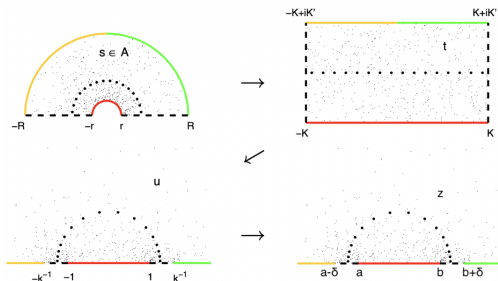 s ∈ A
-R
-r
r
R
-K+iK'
K+iK'
t
-K
K
u
-k⁻¹
-1
1
k⁻¹
z
a-δ
a
b
b+δ